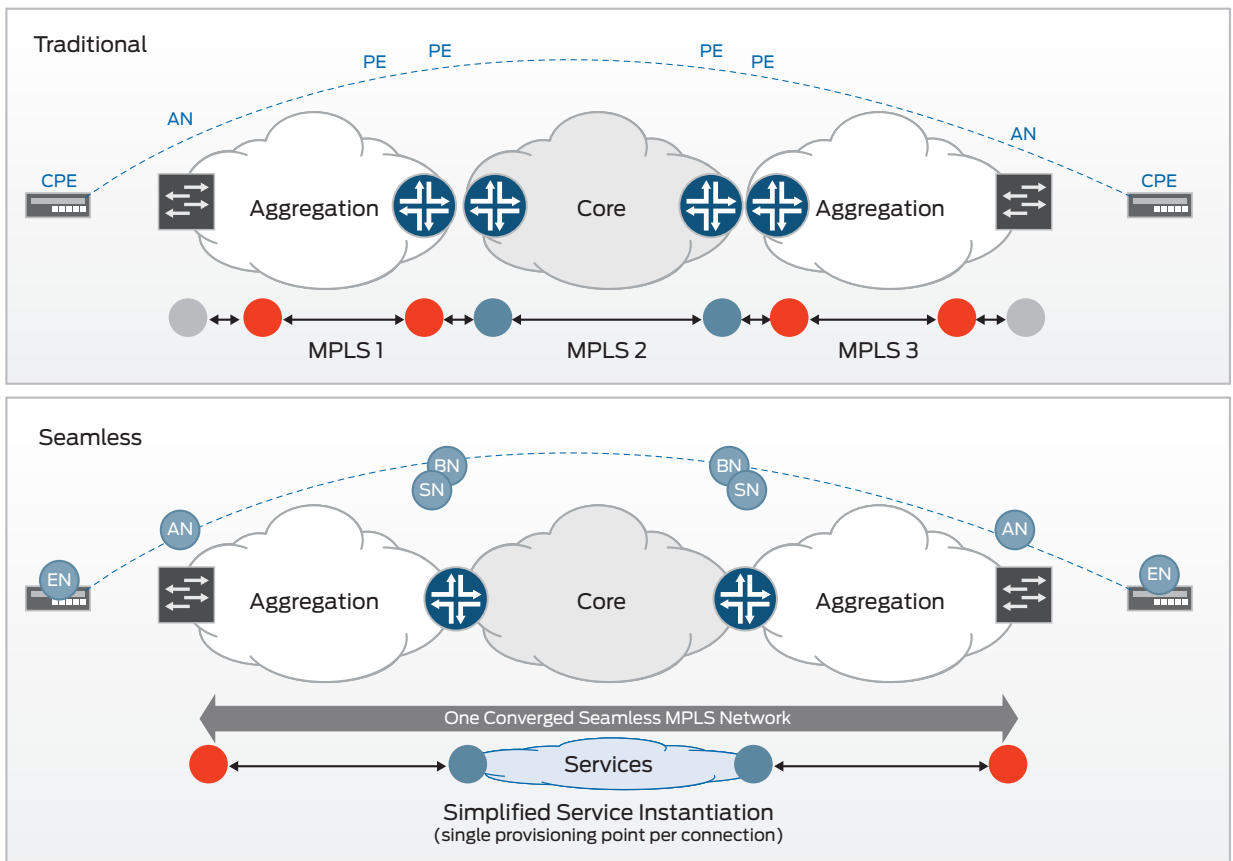 Traditional
PE
PE
PE
PE
AN
AN
CPE
CPE
Aggregation
Core
Aggregation
MPLS 1
MPLS 2
MPLS 3
Seamless
BN
SN
BN
SN
AN
AN
EN
EN
Aggregation
Core
Aggregation
One Converged Seamless MPLS Network
Services
Simplified Service Instantiation
(single provisioning point per connection)